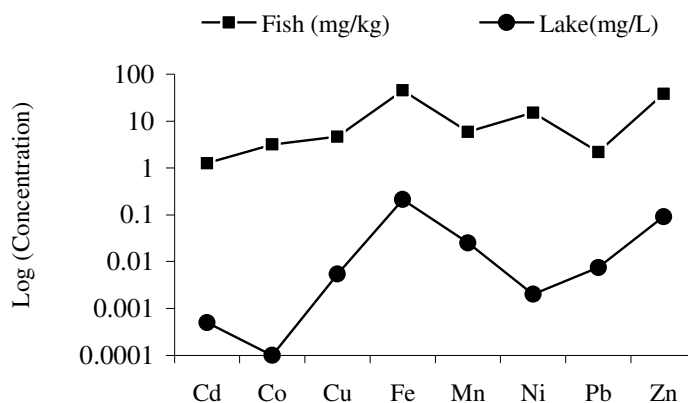 Fish (mg/kg) Lake(mg/L)
100
10
1
0.1
0.01
0.001
0.0001
Log (Concentration)
Cd Co Cu Fe Mn Ni Pb Zn